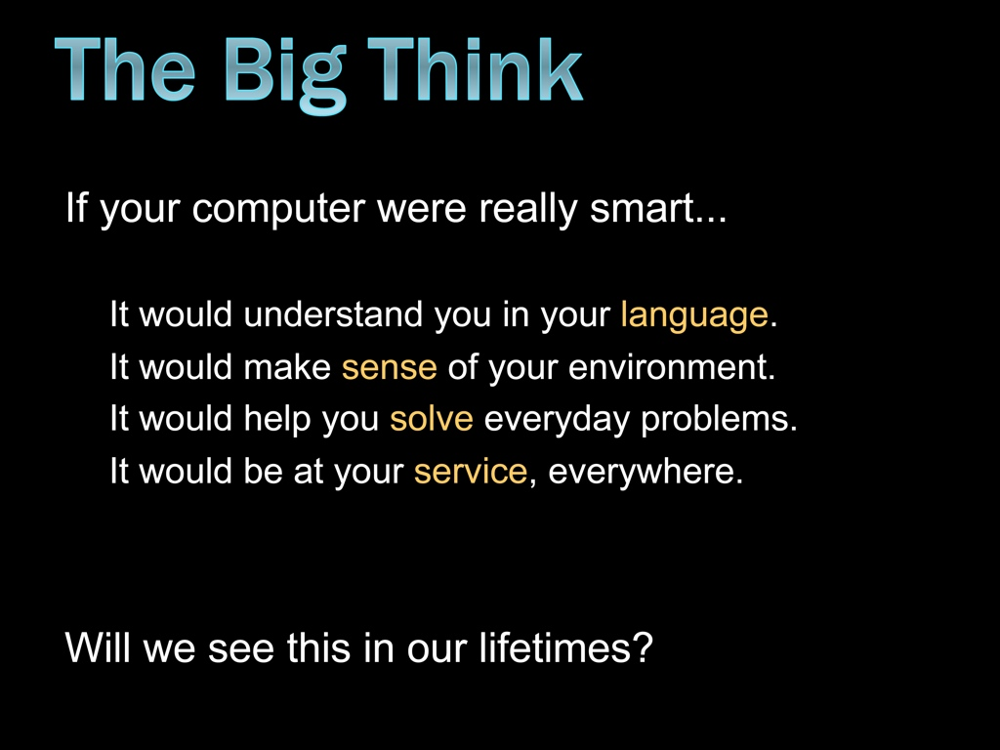 The Big Think
If your computer were really smart...
It would understand you in your language.
It would make sense of your environment.
It would help you solve everyday problems.
It would be at your service, everywhere.
Will we see this in our lifetimes?